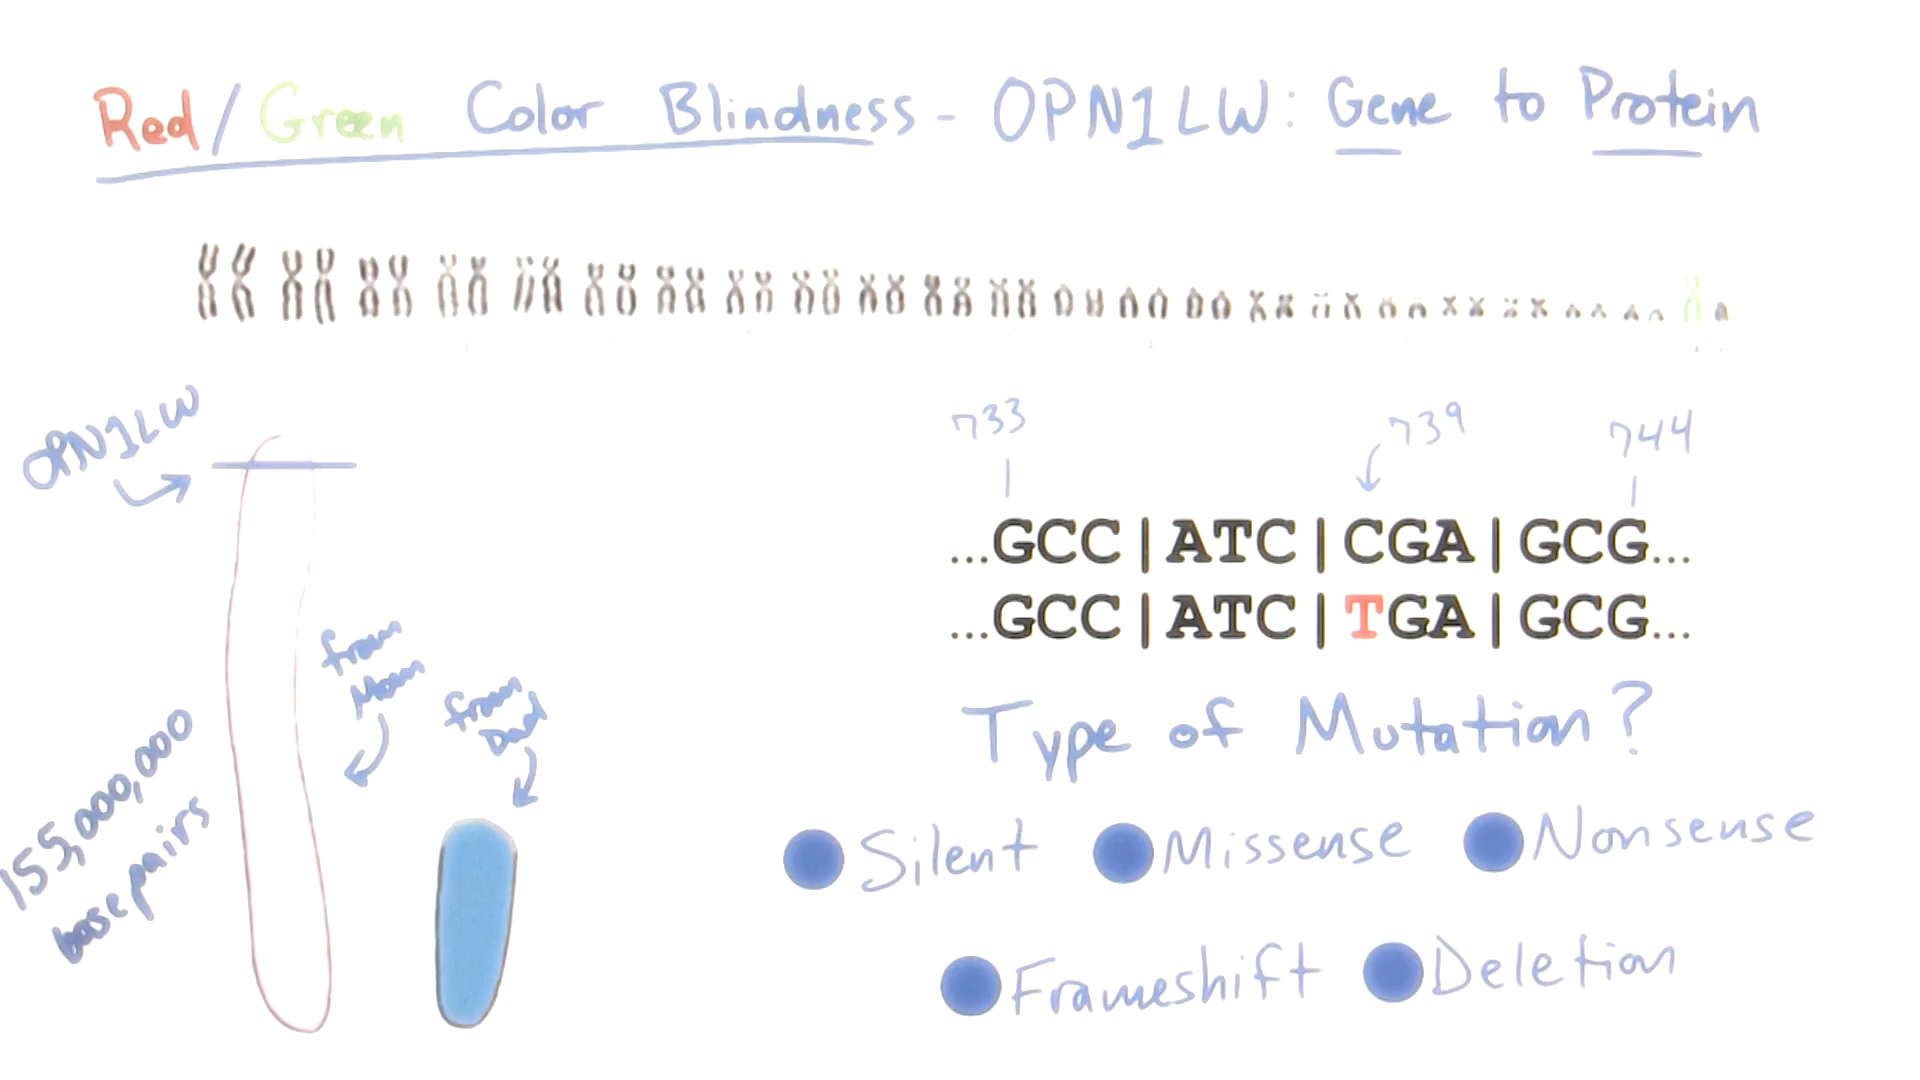 Red/Green Color Blindness - OPN1LW: Gene to Protein
OPN1LW
733
739
744
...GCC|ATC|CGA|GCG...
...GCC|ATC|TGA|GCG...
from
Mom
from
Dad
155,000,000
base pairs
Type of Mutation?
Silent
Missense
Nonsense
Frameshift
Deletion